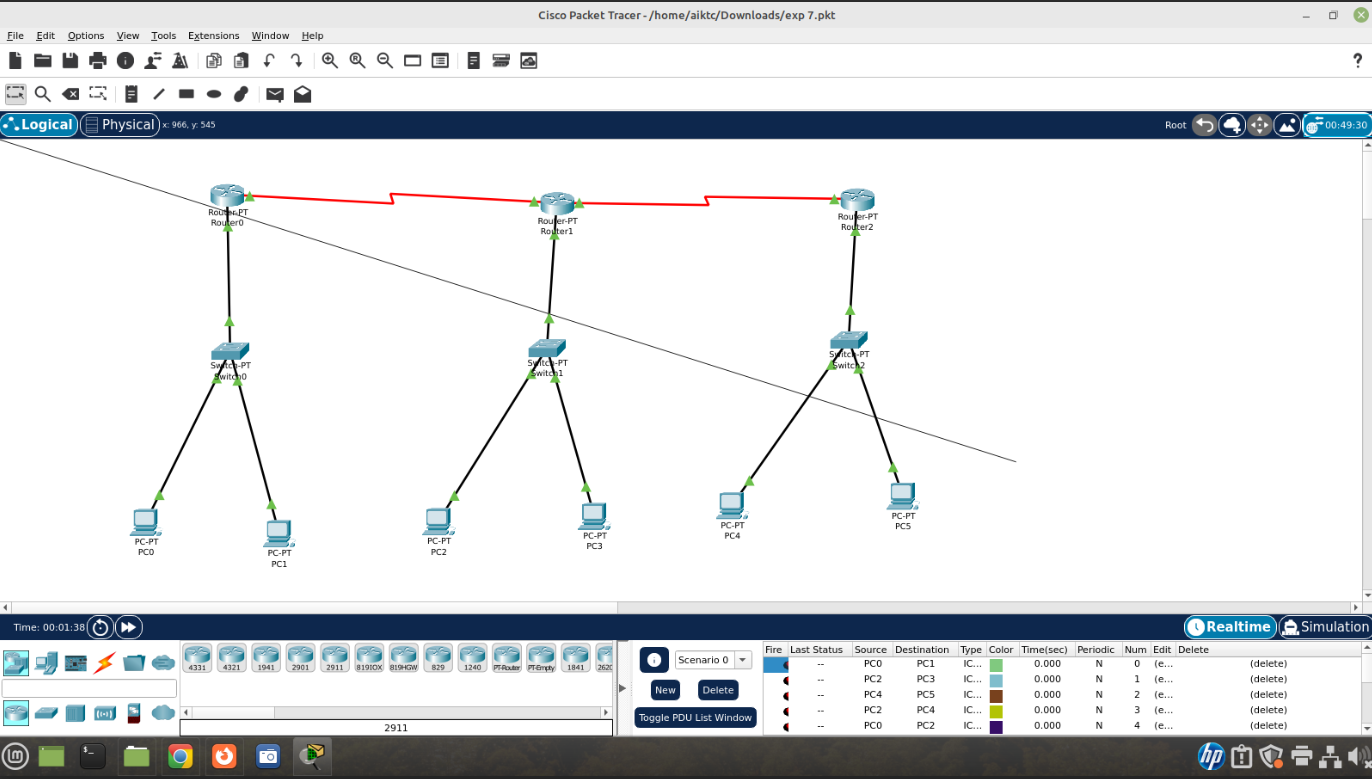 Cisco Packet Tracer - /home/aiktc/Downloads/exp 7.pkt
File Edit Options View Tools Extensions Window Help
?
Logical Physical x: 966, y: 545 Root 00:49:30
Router-PT
Router0
Router-PT
Router1
Router-PT
Router2
Switch-PT
Switch0
Switch-PT
Switch1
Switch-PT
Switch2
PC-PT
PC0
PC-PT
PC1
PC-PT
PC2
PC-PT
PC3
PC-PT
PC4
PC-PT
PC5
Time: 00:01:38 Realtime Simulation
4331 4321 1941 2901 2911 819IOX 819HGW 829 1240 PT-Router PT-Empty 1841 2620
2911
Scenario 0
New Delete
Toggle PDU List Window
Fire Last Status Source Destination Type Color Time(sec) Periodic Num Edit Delete
-- PC0 PC1 IC... 0.000 N 0 (e... (delete)
-- PC2 PC3 IC... 0.000 N 1 (e... (delete)
-- PC4 PC5 IC... 0.000 N 2 (e... (delete)
-- PC2 PC4 IC... 0.000 N 3 (e... (delete)
-- PC0 PC2 IC... 0.000 N 4 (e... (delete)
hp